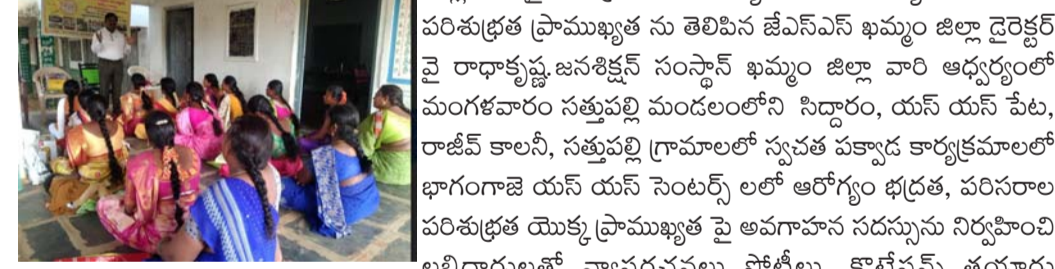 పరిశుభ్రత ప్రాముఖ్యత ను తెలిపిన జేఎస్ఎస్ ఖమ్మం జిల్లా డైరెక్టర్
వై రాధాకృష్ణ.జనశిక్షన్ సంస్థాన్ ఖమ్మం జిల్లా వారి ఆధ్వర్యంలో
మంగళవారం సత్తుపల్లి మండలంలోని సిద్దారం, యస్ యస్ పేట,
రాజీవ్ కాలనీ, సత్తుపల్లి గ్రామాలలో స్వచత పక్వాడ కార్యక్రమాలలో
భాగంగాజె యస్ యస్ సెంటర్స్ లలో ఆరోగ్యం భద్రత, పరిసరాల
పరిశుభ్రత యొక్క ప్రాముఖ్యత పై అవగాహన సదస్సును నిర్వహించి